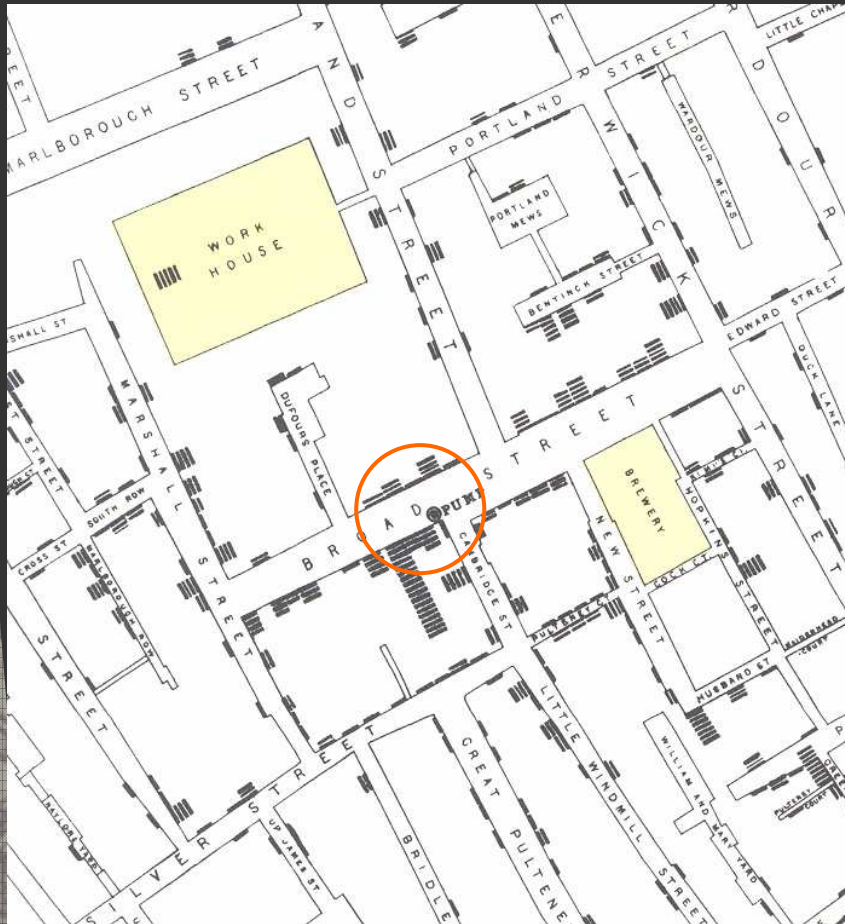 MARLBOROUCH STREET
PORTLAND STREET
LITTLE
WARDOUR MEWS
PORTLAND
MEWS
WORK
HOUSE
BENTINCK STREET
EDWARD STREET
DUCK LANE
MARSHALL STREET
DUFOURS PLACE
BROAD STREET
PUMP
BREWERY
HOPKINS STREET
NEW STREET
COCK CT.
CAMBRIDGE ST
PULTENEY C.
SOUTH ROW
CROSS ST
MARLBOROUGH ROW
STREET
HUSBAND ST
LITTLE WINDMILL STREET
WILLIAM AND MARY YARD
PULTENEY
COURT
GREAT PULTENE
SILVER STREET
UP JAMES ST
BRIDLE